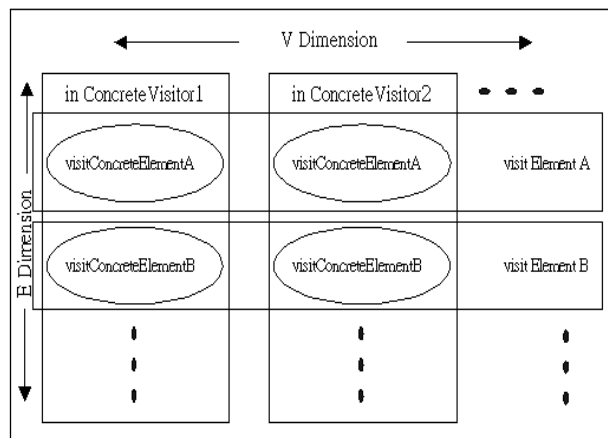 V Dimension
in ConcreteVisitor1
in ConcreteVisitor2
E Dimension
visitConcreteElementA
visitConcreteElementA
visit Element A
visitConcreteElementB
visitConcreteElementB
visit Element B